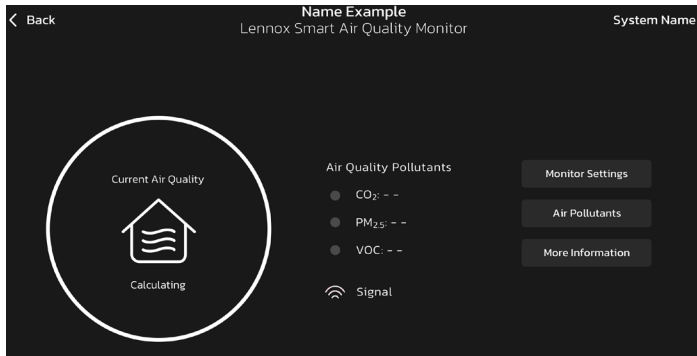 Back
Name Example
Lennox Smart Air Quality Monitor
System Name
Current Air Quality
Calculating
Air Quality Pollutants
CO₂: - -
PM₂.₅: - -
VOC: - -
Signal
Monitor Settings
Air Pollutants
More Information